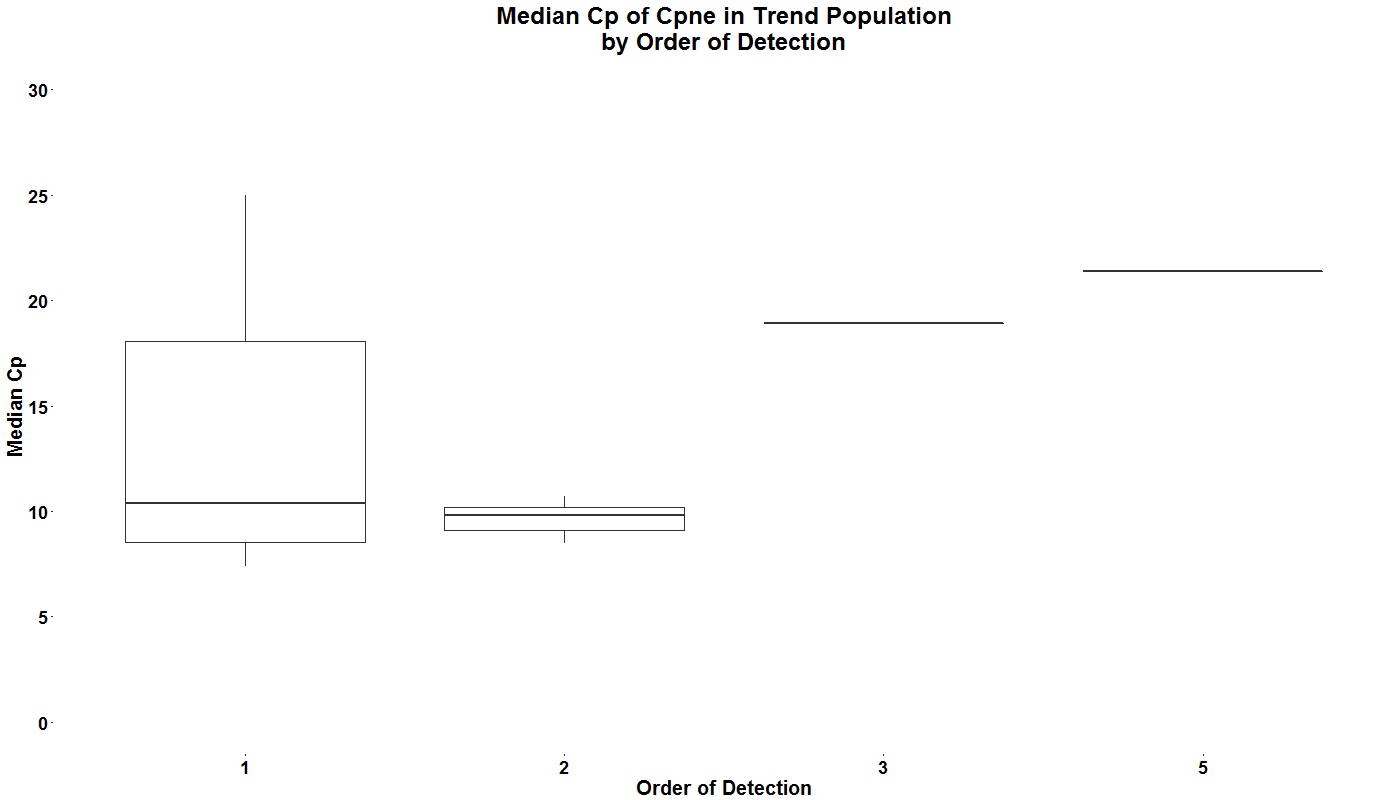 Median Cp of Cpne in Trend Population
by Order of Detection
30
25
20
15
10
5
0
Median Cp
1 2 3 5
Order of Detection